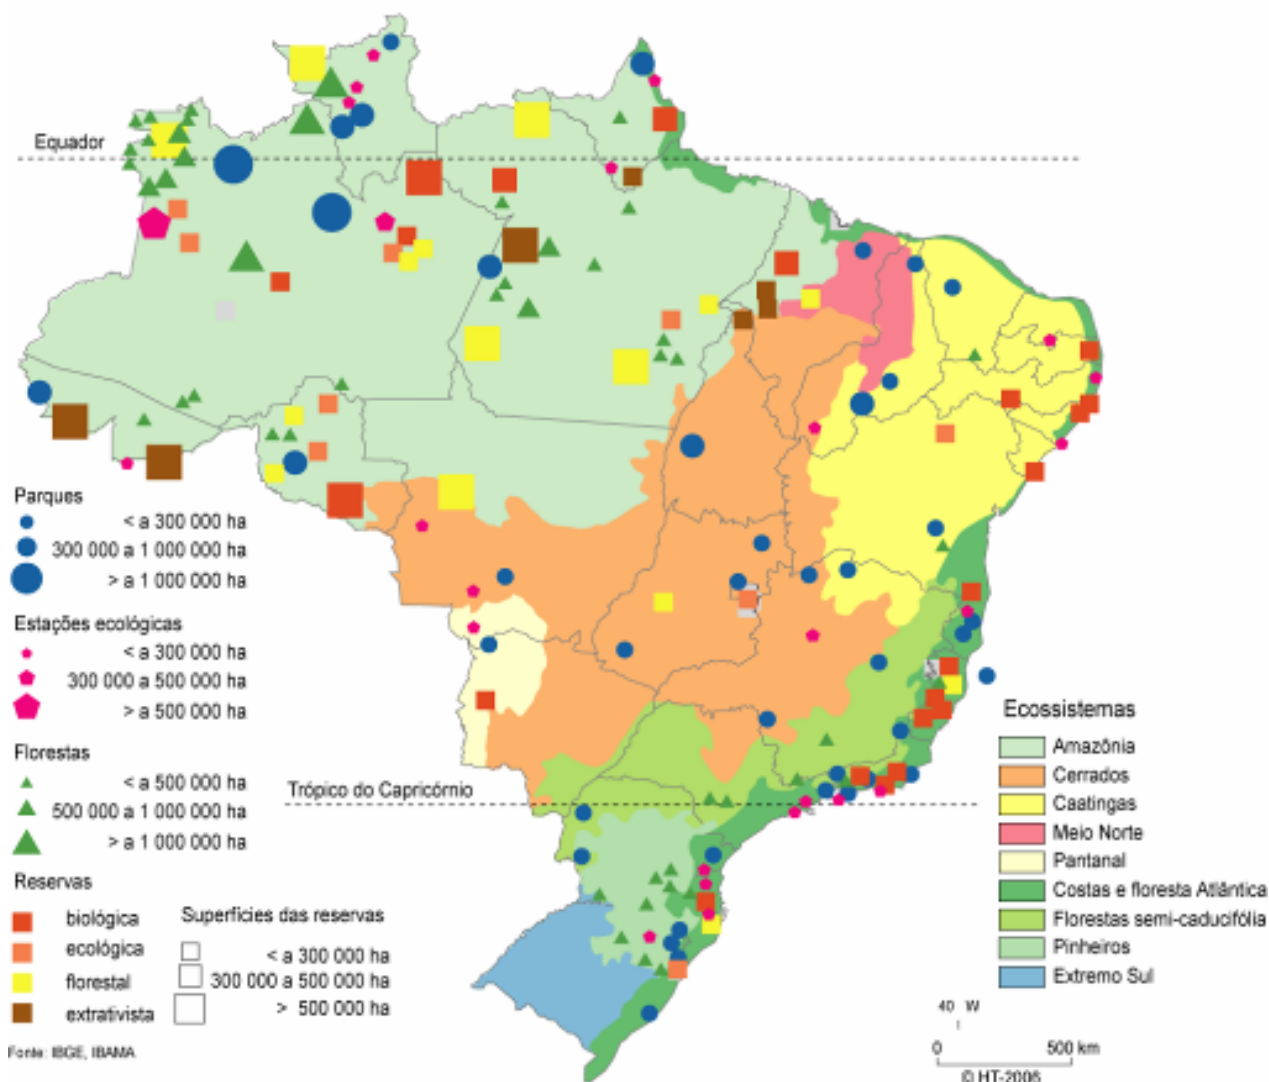 Equador
Parques
< a 300 000 ha
300 000 a 1 000 000 ha
> a 1 000 000 ha
Estações ecológicas
< a 300 000 ha
300 000 a 500 000 ha
> a 500 000 ha
Florestas
< a 500 000 ha
500 000 a 1 000 000 ha
> a 1 000 000 ha
Trópico do Capricórnio
Reservas
biológica
ecológica
florestal
extrativista
Superfícies das reservas
< a 300 000 ha
300 000 a 500 000 ha
> 500 000 ha
Fonte: IBGE, IBAMA
Ecossistemas
Amazônia
Cerrados
Caatingas
Meio Norte
Pantanal
Costas e floresta Atlântica
Florestas semi-caducifólia
Pinheiros
Extremo Sul
40 W
0 500 km
© HT-2006